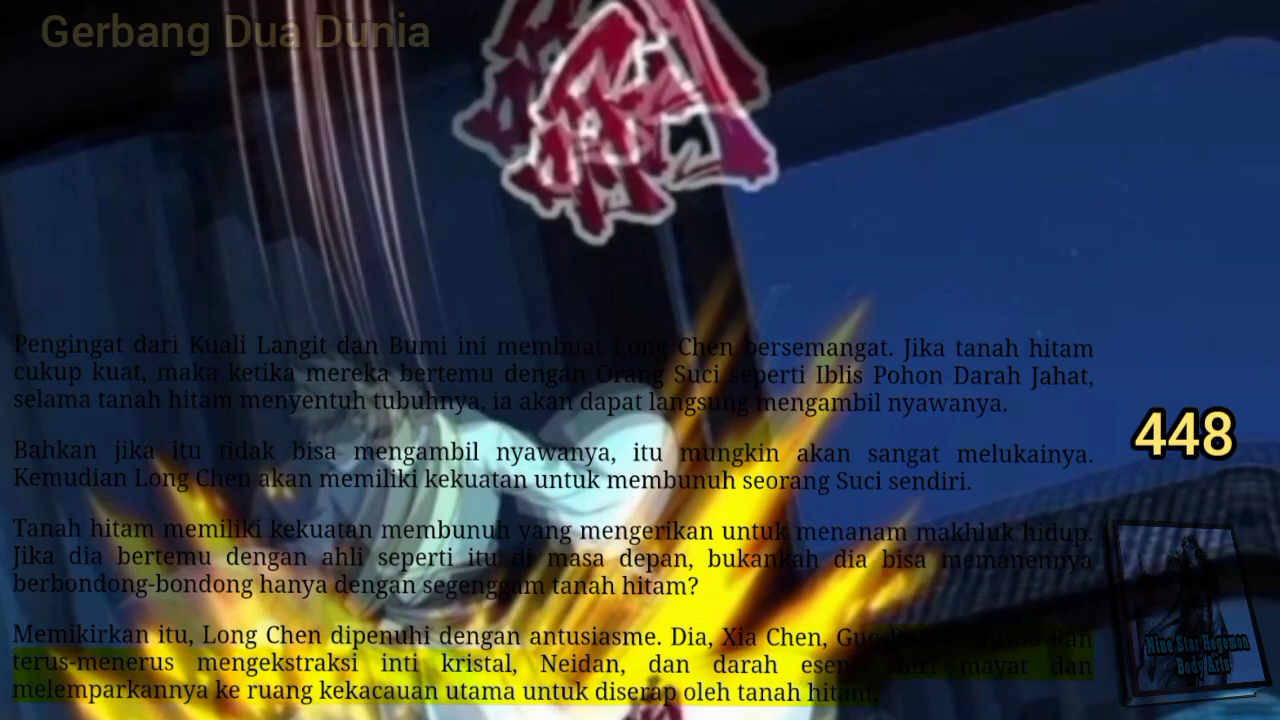 Gerbang Dua Dunia
Pengingat dari Kuali Langit dan Bumi ini membuat Long Chen bersemangat. Jika tanah hitam
cukup kuat, maka ketika mereka bertemu dengan Orang Suci seperti Iblis Pohon Darah Jahat,
selama tanah hitam menyentuh tubuhnya, ia akan dapat langsung mengambil nyawanya.
Bahkan jika itu tidak bisa mengambil nyawanya, itu mungkin akan sangat melukainya.
Kemudian Long Chen akan memiliki kekuatan untuk membunuh seorang Suci sendiri.
448
Tanah hitam memiliki kekuatan membunuh yang mengerikan untuk menanam makhluk hidup.
Jika dia bertemu dengan ahli seperti itu di masa depan, bukankah dia bisa memanennya
berbondong-bondong hanya dengan segenggam tanah hitam?
Memikirkan itu, Long Chen dipenuhi dengan antusiasme. Dia, Xia Chen, Ran
terus-menerus mengekstraksi inti kristal, Neidan, dan darah esensi dari mayat dan
melemparkannya ke ruang kekacauan utama untuk diserap oleh tanah hitam.
Nine Star Hegemon
Body Arts